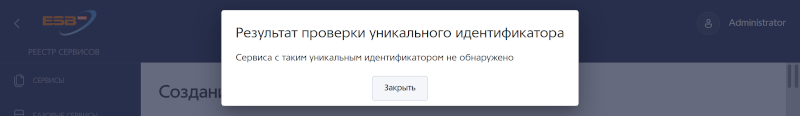 ESB
Administrator
РЕЕСТР СЕРВИСОВ
СЕРВИСЫ
Результат проверки уникального идентификатора
Сервиса с таким уникальным идентификатором не обнаружено
Закрыть